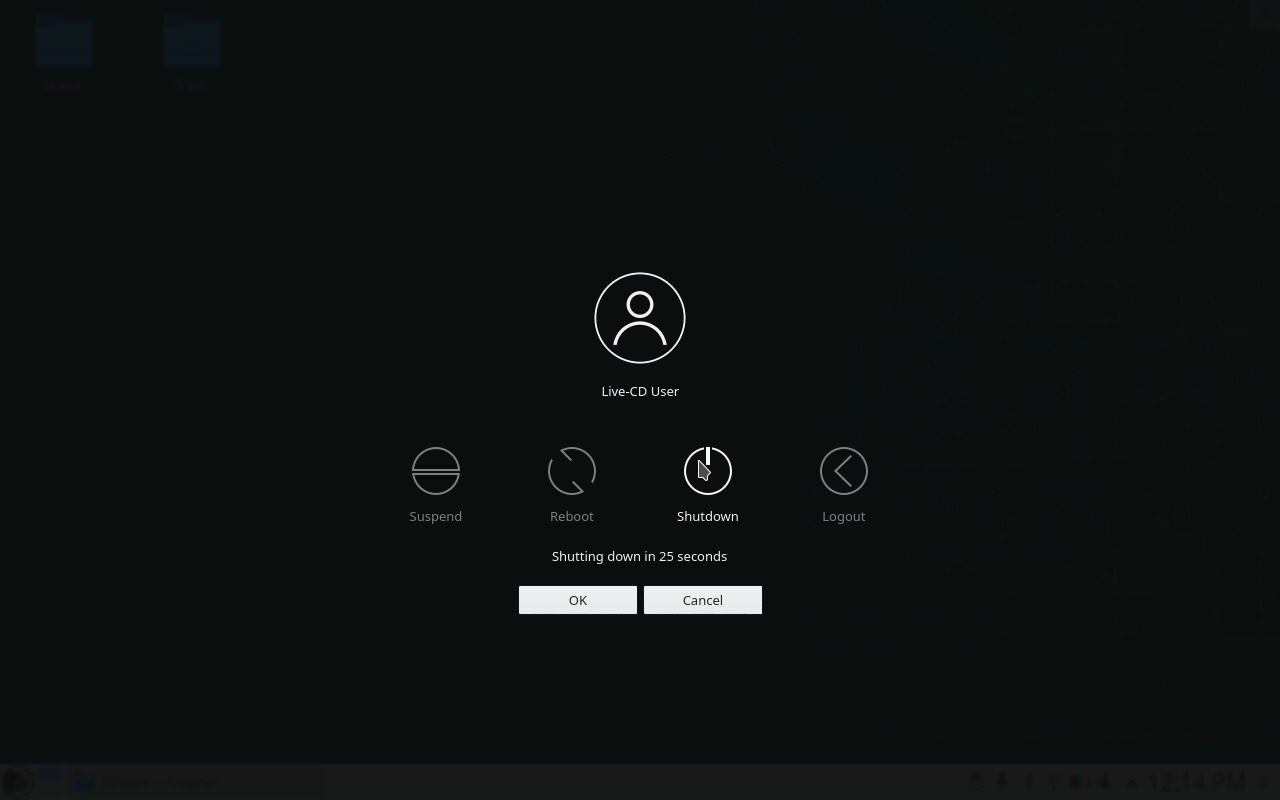 Home Trash
Live-CD User
Suspend Reboot Shutdown Logout
Shutting down in 25 seconds
OK Cancel
12:14 PM